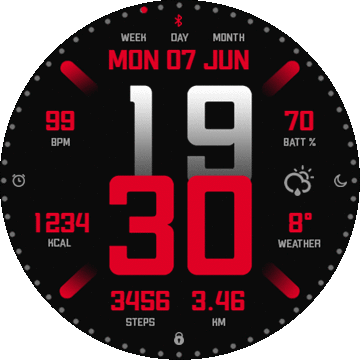 WEEK DAY MONTH
MON 07 JUN
19
99
BPM
70
BATT %
30
1234
KCAL
8°
WEATHER
3456
STEPS
3.46
KM